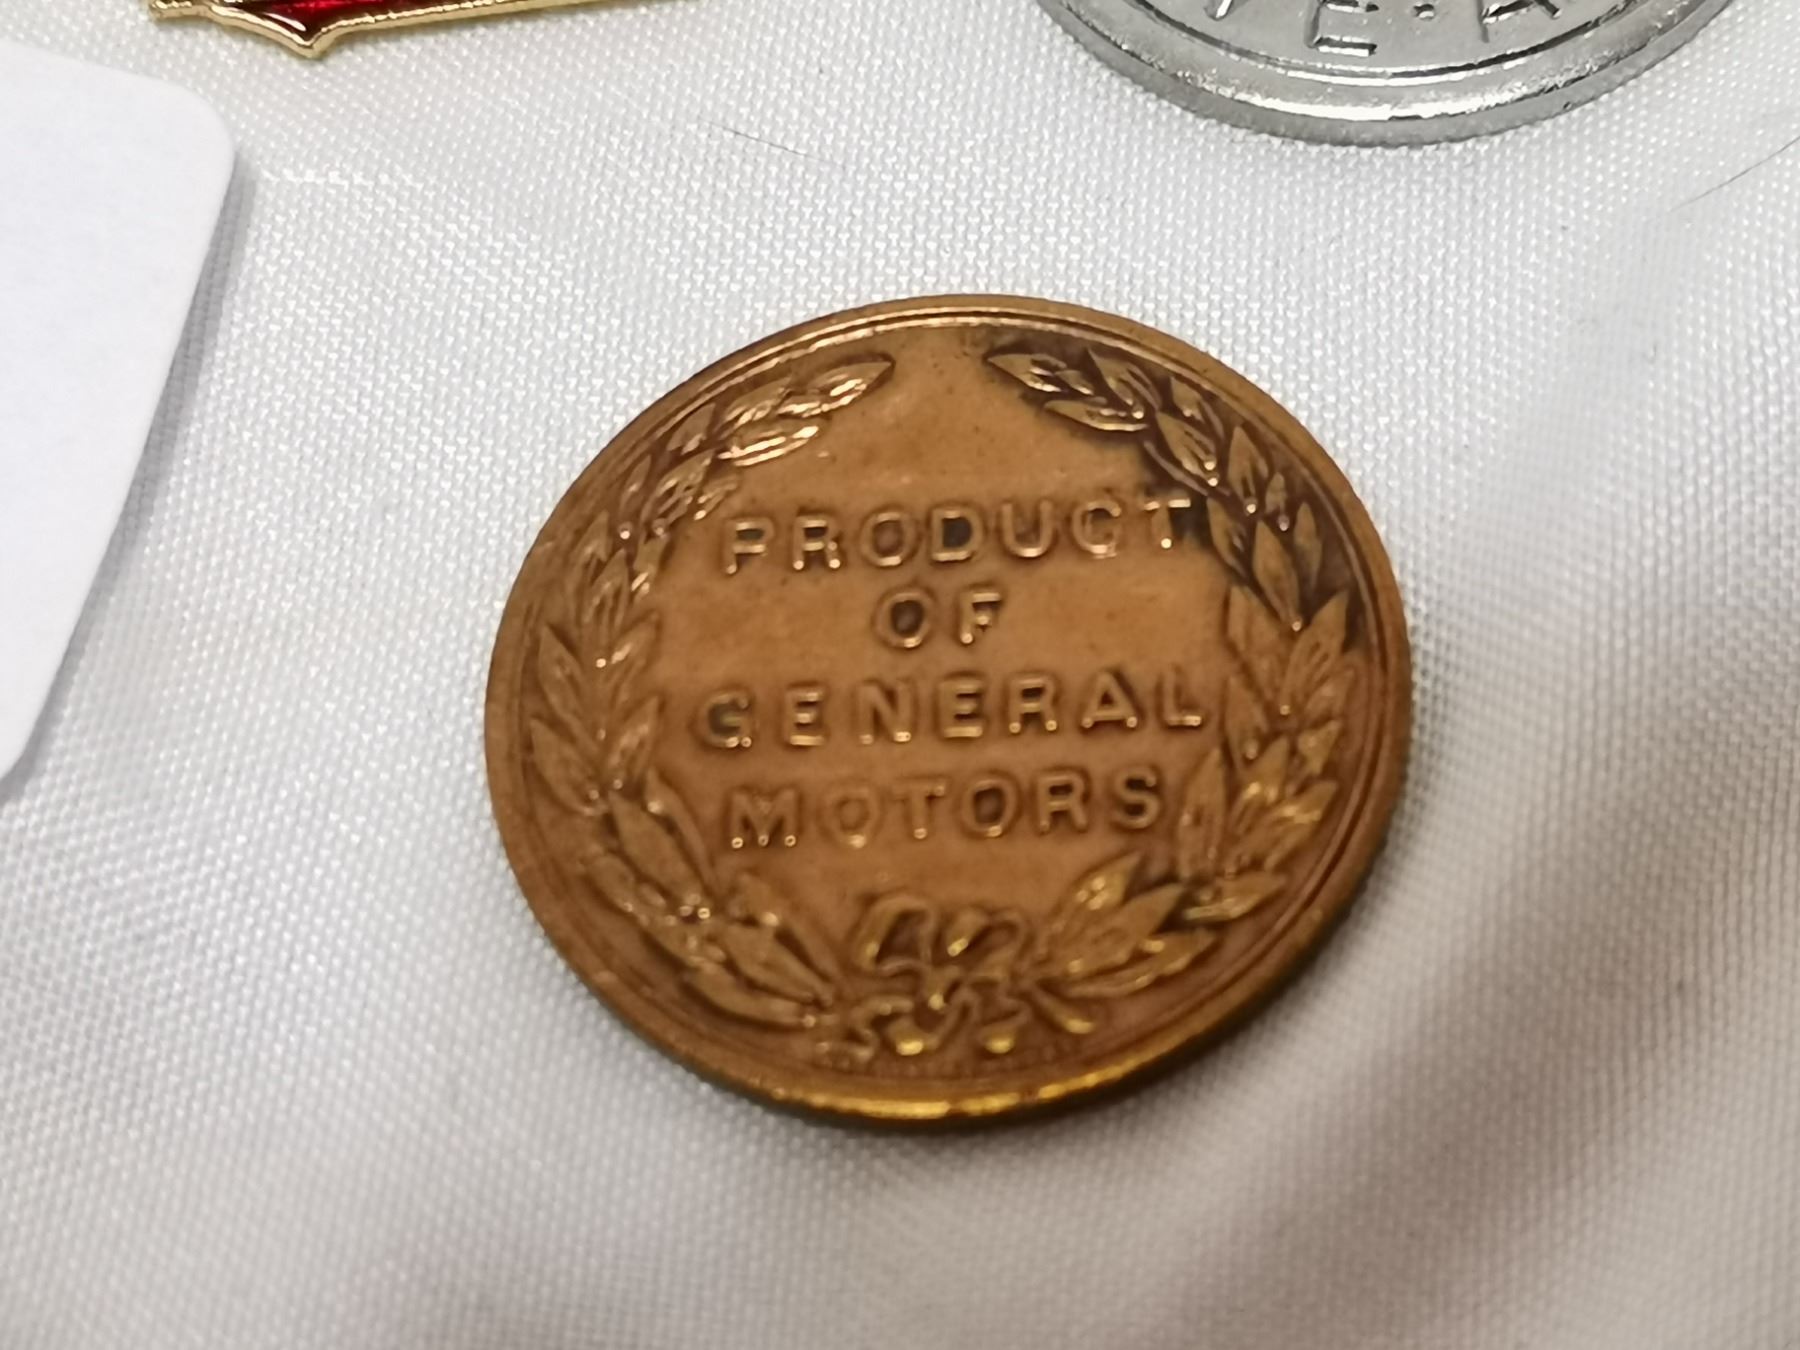 PRODUCT
OF
GENERAL
MOTORS